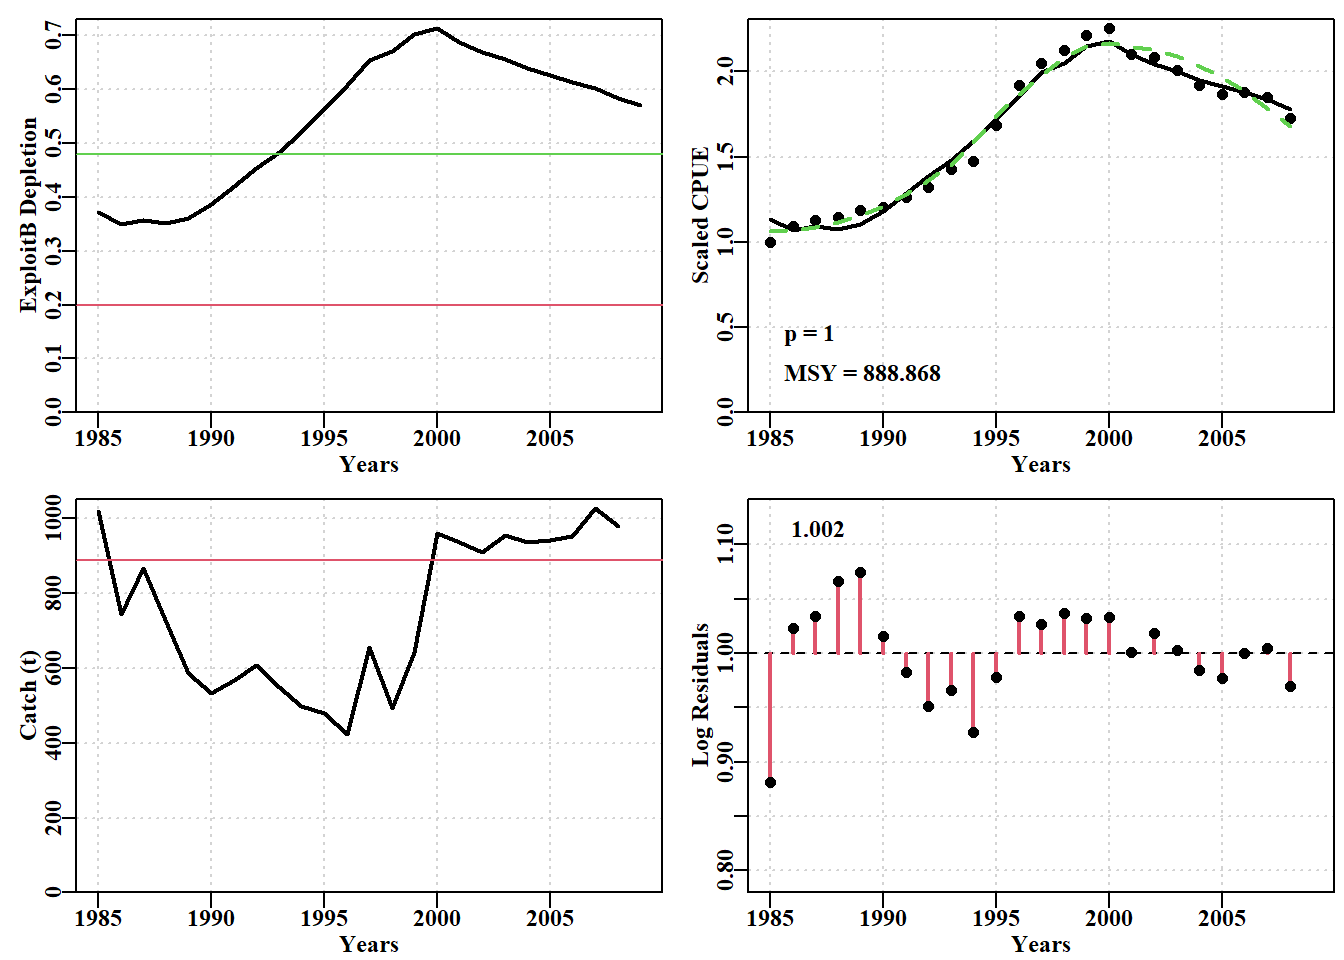 ExploitB Depletion
0.0 0.1 0.2 0.3 0.4 0.5 0.6 0.7
1985 1990 1995 2000 2005
Years
Scaled CPUE
0.0 0.5 1.0 1.5 2.0
p = 1
MSY = 888.868
1985 1990 1995 2000 2005
Years
Catch (t)
0 200 400 600 800 1000
1985 1990 1995 2000 2005
Years
Log Residuals
0.80 0.90 1.00 1.10
1.002
1985 1990 1995 2000 2005
Years